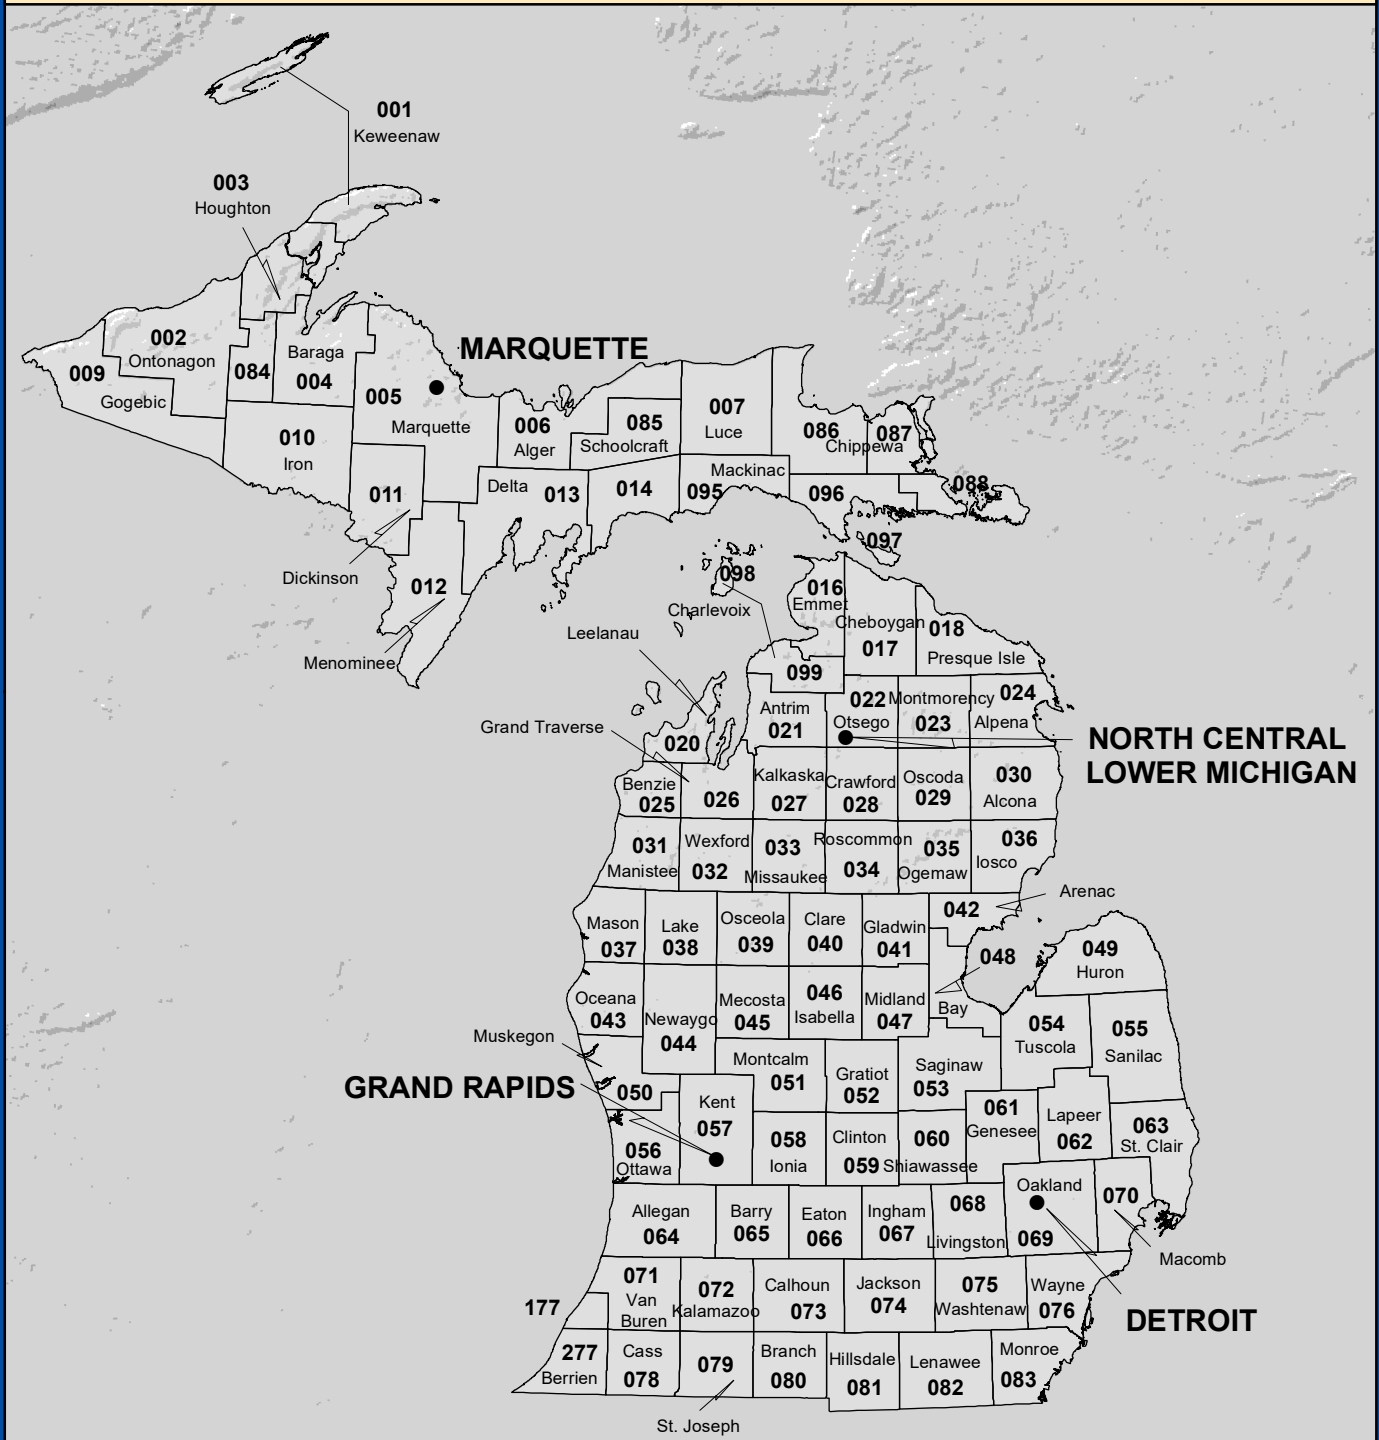 001
Keweenaw
003
Houghton
002
Ontonagon
009
Gogebic
084
Baraga
004
MARQUETTE
005
Marquette
006
Alger
085
Schoolcraft
007
Luce
086
087
Chippewa
088
010
Iron
011
Delta 013
014
Mackinac
095
096
097
Dickinson
012
Menominee
098
Charlevoix
016
Emmet
Cheboygan
017
018
Presque Isle
Leelanau
099
Grand Traverse
020
Antrim
021
022
Otsego
Montmorency
023
024
Alpena
NORTH CENTRAL
LOWER MICHIGAN
Benzie
025
026
Kalkaska
027
Crawford
028
Oscoda
029
030
Alcona
031
Manistee
Wexford
032
033
Missaukee
Roscommon
034
035
Ogemaw
036
Iosco
Arenac
042
Mason
037
Lake
038
Osceola
039
Clare
040
Gladwin
041
048
Bay
049
Huron
Oceana
043
Newaygo
044
Mecosta
045
046
Isabella
Midland
047
054
Tuscola
055
Sanilac
Muskegon
050
GRAND RAPIDS
Montcalm
051
Gratiot
052
Saginaw
053
Kent
057
056
Ottawa
058
Ionia
Clinton
059
060
Shiawassee
061
Genesee
Lapeer
062
063
St. Clair
Allegan
064
Barry
065
Eaton
066
Ingham
067
068
Livingston
Oakland
069
070
Macomb
DETROIT
177
071
Van
Buren
072
Kalamazoo
Calhoun
073
Jackson
074
075
Washtenaw
Wayne
076
277
Berrien
Cass
078
079
St. Joseph
Branch
080
Hillsdale
081
Lenawee
082
Monroe
083